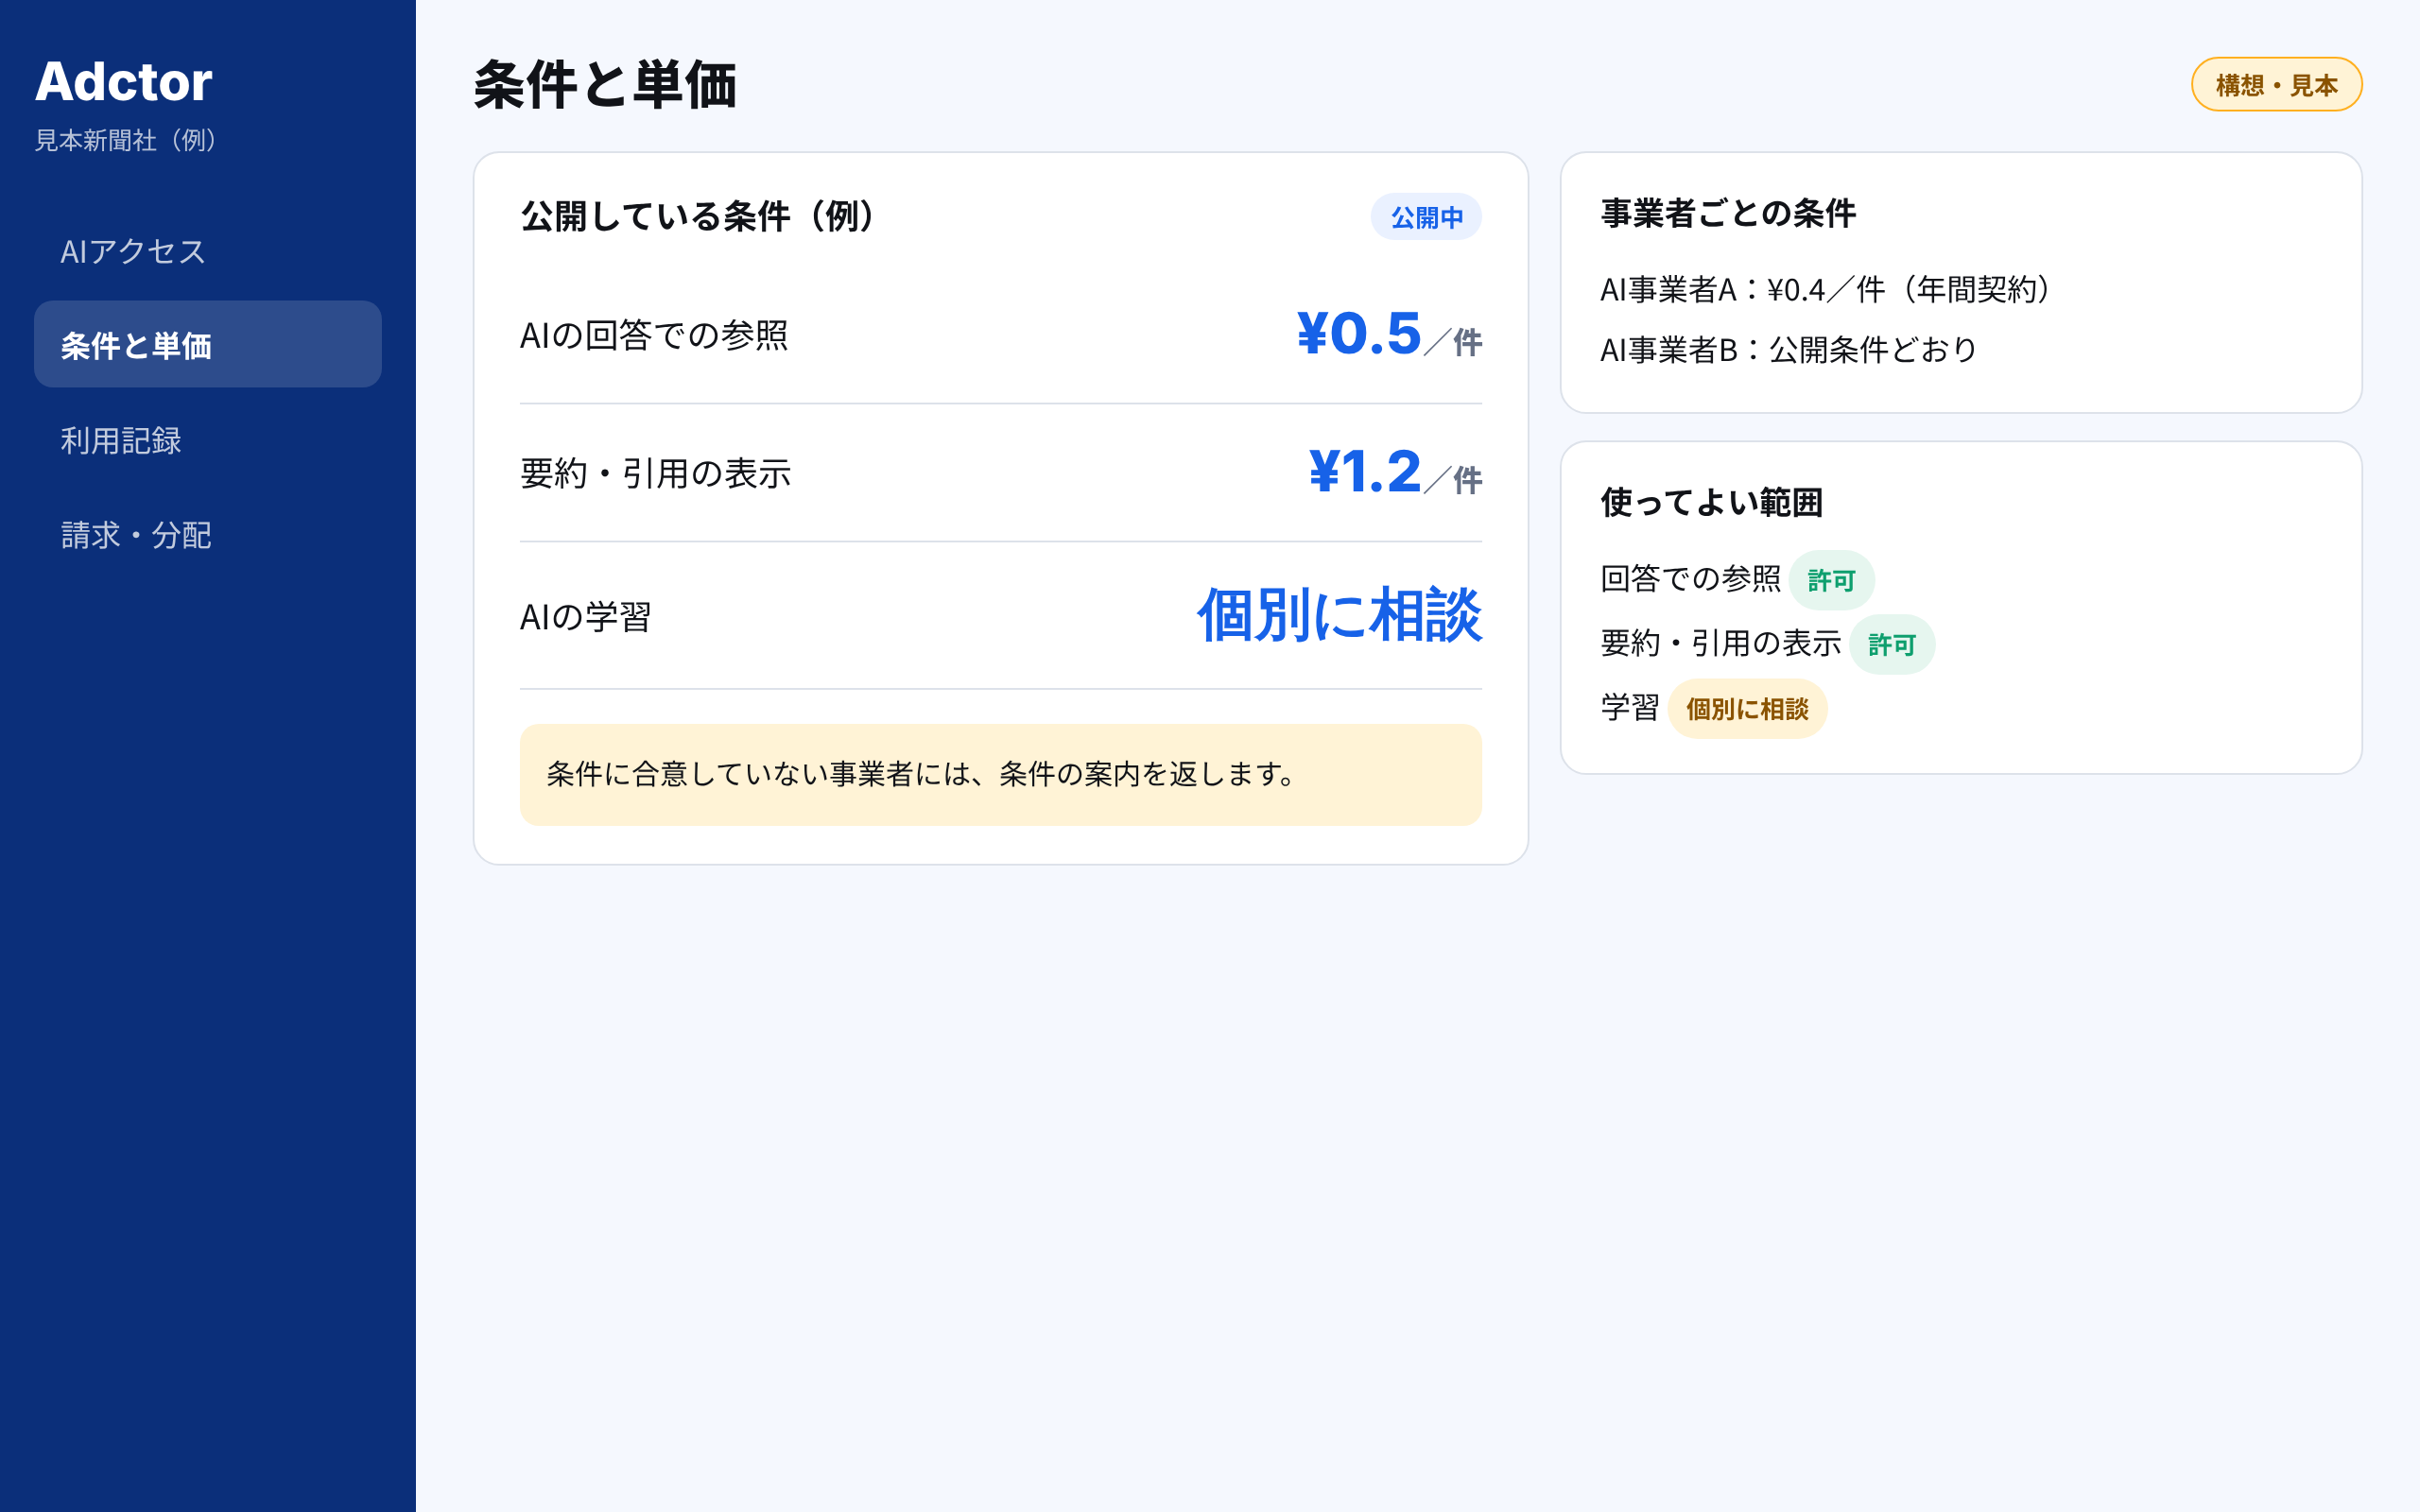 Adctor
見本新聞社（例）
AIアクセス
条件と単価
利用記録
請求・分配
条件と単価
構想・見本
公開している条件（例）
公開中
AIの回答での参照
¥0.5／件
要約・引用の表示
¥1.2／件
AIの学習
個別に相談
条件に合意していない事業者には、条件の案内を返します。
事業者ごとの条件
AI事業者A：¥0.4／件（年間契約）
AI事業者B：公開条件どおり
使ってよい範囲
回答での参照 許可
要約・引用の表示 許可
学習 個別に相談